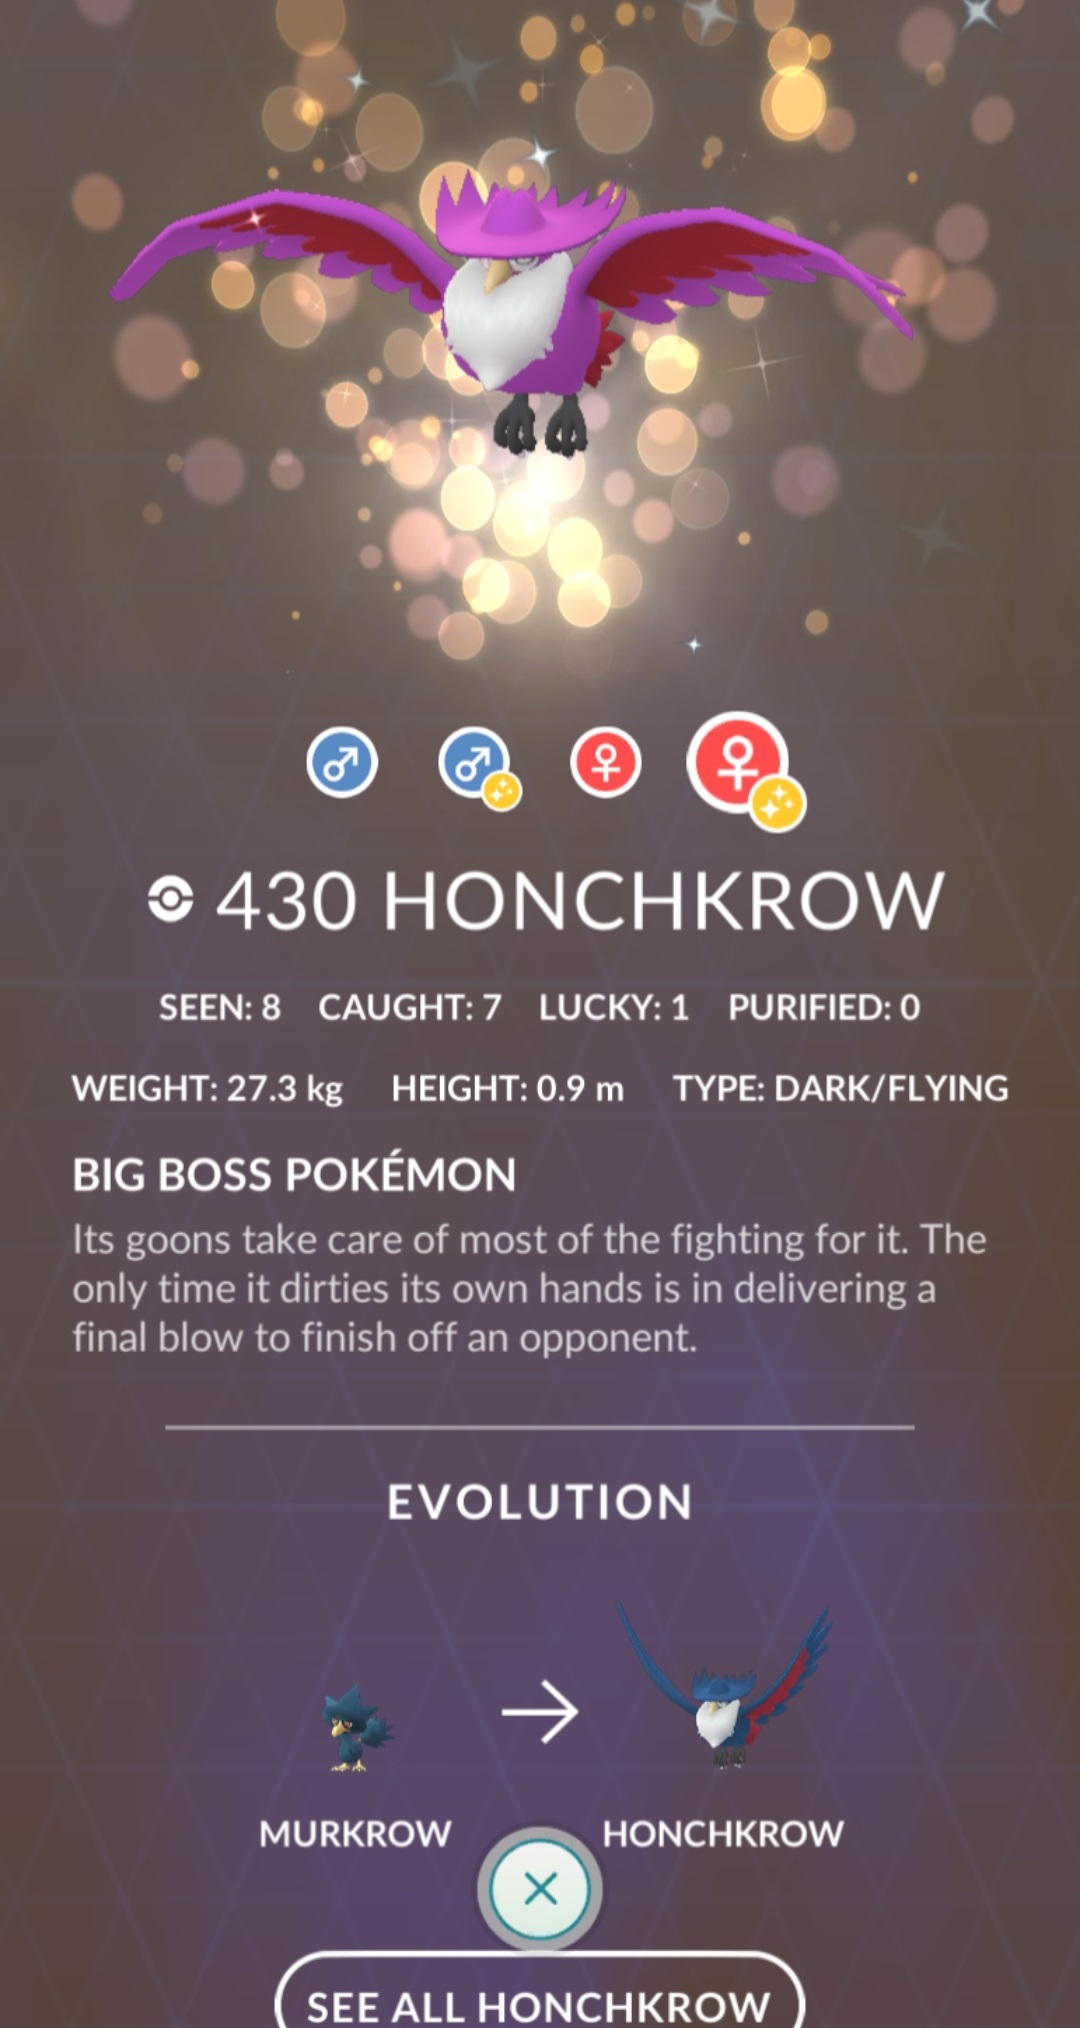 430 HONCHKROW
SEEN: 8 CAUGHT: 7 LUCKY: 1 PURIFIED: 0
WEIGHT: 27.3 kg HEIGHT: 0.9 m TYPE: DARK/FLYING
BIG BOSS POKÉMON
Its goons take care of most of the fighting for it. The
only time it dirties its own hands is in delivering a
final blow to finish off an opponent.
EVOLUTION
MURKROW HONCHKROW
SEE ALL HONCHKROW